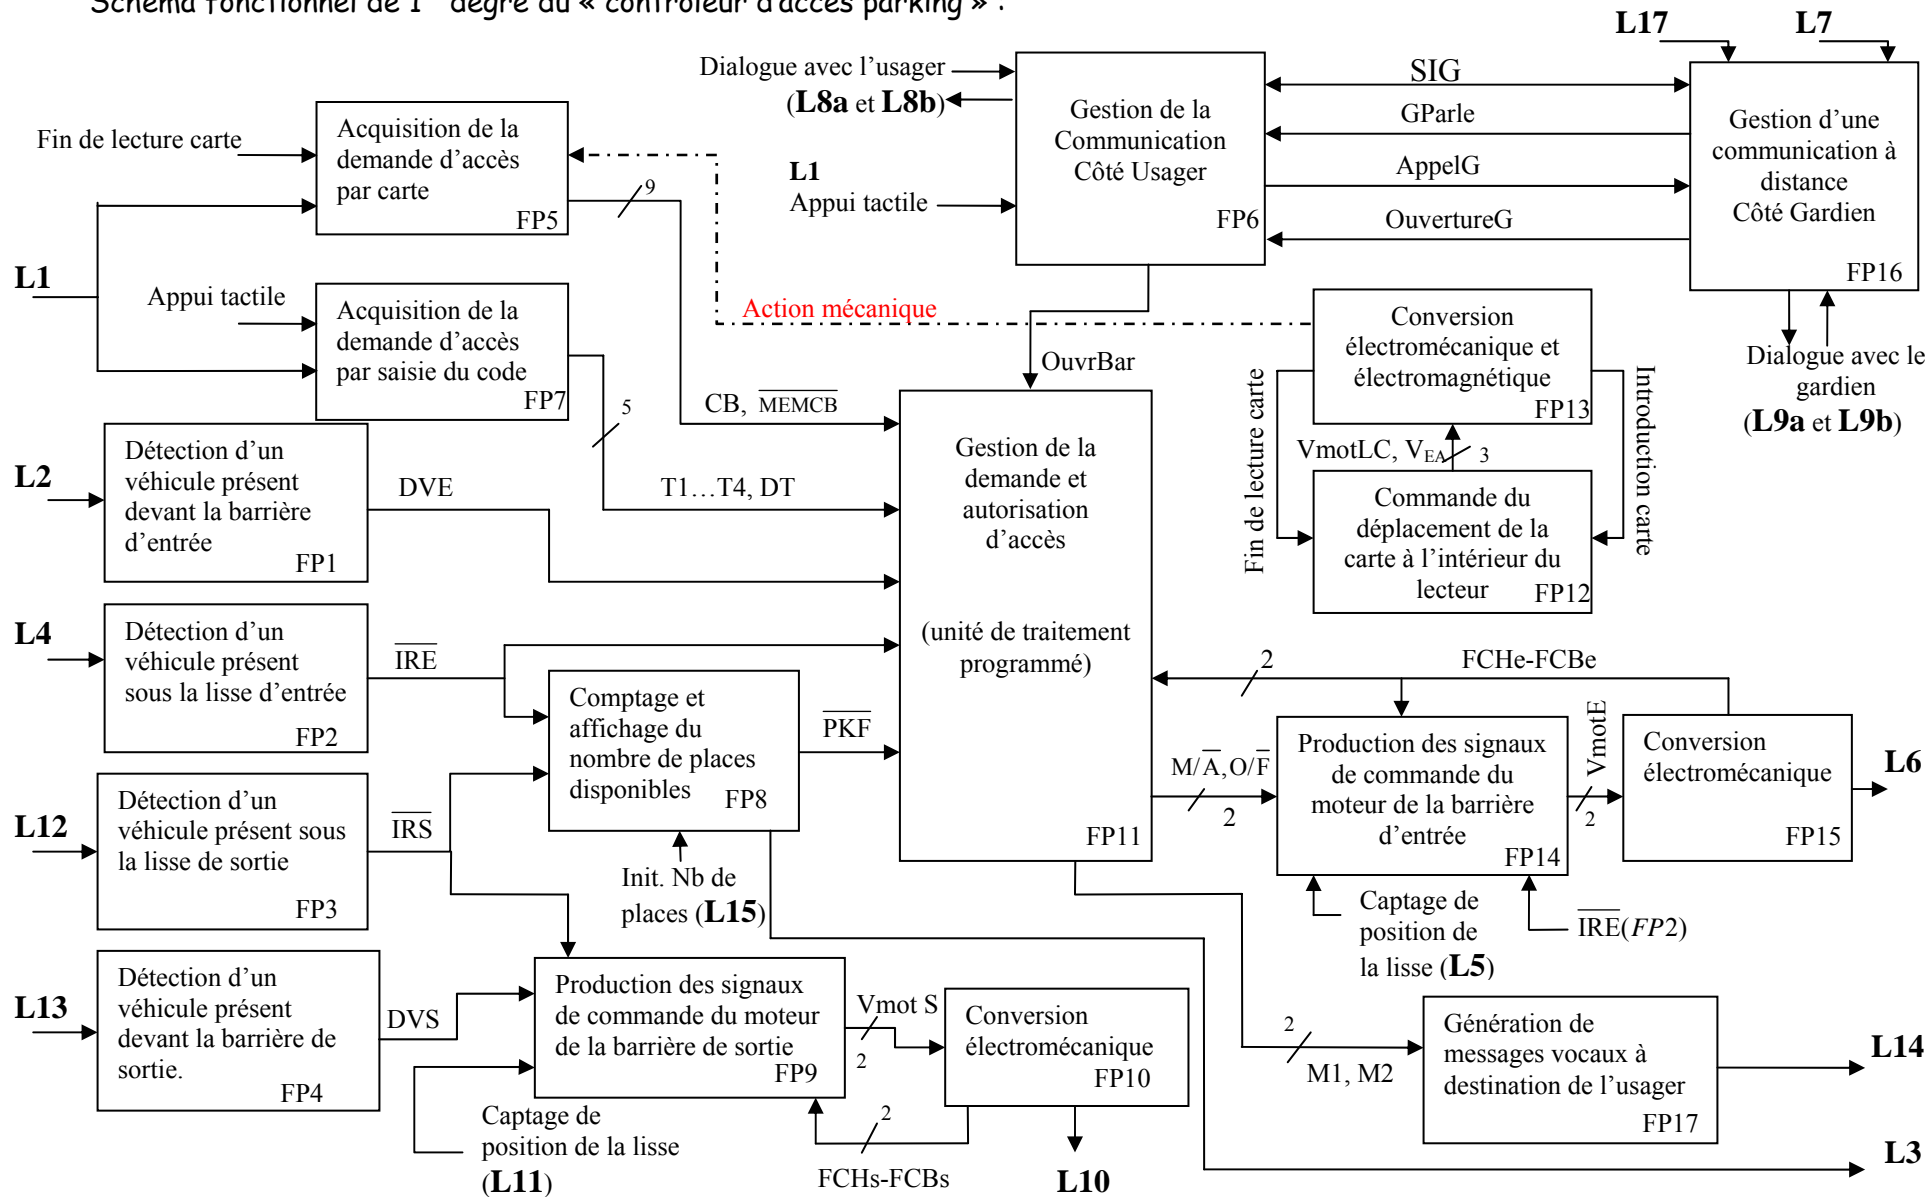 Schéma fonctionnel de 1er degré du « contrôleur d'accès parking » :
L17
L7
Dialogue avec l'usager
(L8a et L8b)
L1
Appui tactile
Gestion de la
Communication
Côté Usager
FP6
SIG
GParle
AppelG
OuvertureG
Gestion d'une
communication à
distance
Côté Gardien
FP16
Dialogue avec le
gardien
(L9a et L9b)
Fin de lecture carte
Acquisition de la
demande d'accès
par carte
FP5
9
L1
Appui tactile
Acquisition de la
demande d'accès
par saisie du code
FP7
5
Action mécanique
OuvrBar
CB, M̅E̅M̅C̅B̅
T1…T4, DT
Conversion
électromécanique et
électromagnétique
FP13
Fin de lecture carte
Introduction carte
VmotLC, VEA
3
Commande du
déplacement de la
carte à l'intérieur du
lecteur
FP12
L2
Détection d'un
véhicule présent
devant la barrière
d'entrée
FP1
DVE
Gestion de la
demande et
autorisation
d'accès
(unité de traitement
programmé)
FP11
L4
Détection d'un
véhicule présent
sous la lisse d'entrée
FP2
I̅R̅E̅
Comptage et
affichage du
nombre de places
disponibles
FP8
P̅K̅F̅
Init. Nb de
places (L15)
2
FCHe-FCBe
M/A̅,O/F̅
2
Production des signaux
de commande du
moteur de la barrière
d'entrée
FP14
VmotE
2
Conversion
électromécanique
FP15
L6
Captage de
position de
la lisse (L5)
I̅R̅E̅(FP2)
L12
Détection d'un
véhicule présent sous
la lisse de sortie
FP3
I̅R̅S̅
L13
Détection d'un
véhicule présent
devant la barrière de
sortie.
FP4
DVS
Production des signaux
de commande du moteur
de la barrière de sortie
FP9
Vmot S
2
Conversion
électromécanique
FP10
Captage de
position de la lisse
(L11)
2
FCHs-FCBs
L10
2
M1, M2
Génération de
messages vocaux à
destination de l'usager
FP17
L14
L3